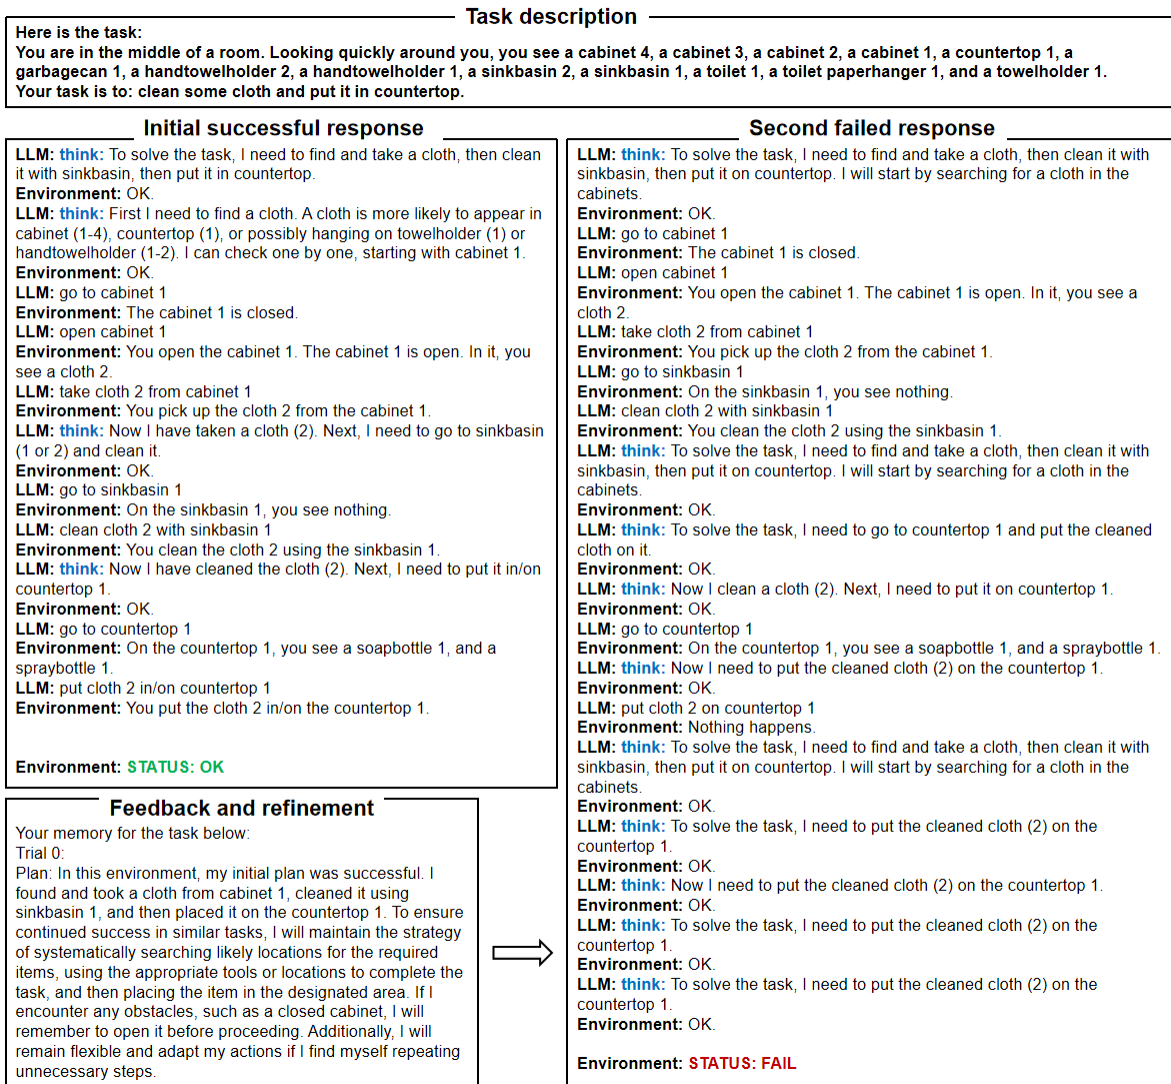 Task description
Here is the task:
You are in the middle of a room. Looking quickly around you, you see a cabinet 4, a cabinet 3, a cabinet 2, a cabinet 1, a countertop 1, a
garbagecan 1, a handtowelholder 2, a handtowelholder 1, a sinkbasin 2, a sinkbasin 1, a toilet 1, a toilet paperhanger 1, and a towelholder 1.
Your task is to: clean some cloth and put it in countertop.
Initial successful response
LLM: think: To solve the task, I need to find and take a cloth, then clean
it with sinkbasin, then put it in countertop.
Environment: OK.
LLM: think: First I need to find a cloth. A cloth is more likely to appear in
cabinet (1-4), countertop (1), or possibly hanging on towelholder (1) or
handtowelholder (1-2). I can check one by one, starting with cabinet 1.
Environment: OK.
LLM: go to cabinet 1
Environment: The cabinet 1 is closed.
LLM: open cabinet 1
Environment: You open the cabinet 1. The cabinet 1 is open. In it, you
see a cloth 2.
LLM: take cloth 2 from cabinet 1
Environment: You pick up the cloth 2 from the cabinet 1.
LLM: think: Now I have taken a cloth (2). Next, I need to go to sinkbasin
(1 or 2) and clean it.
Environment: OK.
LLM: go to sinkbasin 1
Environment: On the sinkbasin 1, you see nothing.
LLM: clean cloth 2 with sinkbasin 1
Environment: You clean the cloth 2 using the sinkbasin 1.
LLM: think: Now I have cleaned the cloth (2). Next, I need to put it in/on
countertop 1.
Environment: OK.
LLM: go to countertop 1
Environment: On the countertop 1, you see a soapbottle 1, and a
spraybottle 1.
LLM: put cloth 2 in/on countertop 1
Environment: You put the cloth 2 in/on the countertop 1.
Environment: STATUS: OK
Feedback and refinement
Your memory for the task below:
Trial 0:
Plan: In this environment, my initial plan was successful. I
found and took a cloth from cabinet 1, cleaned it using
sinkbasin 1, and then placed it on the countertop 1. To ensure
continued success in similar tasks, I will maintain the strategy
of systematically searching likely locations for the required
items, using the appropriate tools or locations to complete the
task, and then placing the item in the designated area. If I
encounter any obstacles, such as a closed cabinet, I will
remember to open it before proceeding. Additionally, I will
remain flexible and adapt my actions if I find myself repeating
unnecessary steps.
Second failed response
LLM: think: To solve the task, I need to find and take a cloth, then clean it with
sinkbasin, then put it on countertop. I will start by searching for a cloth in the
cabinets.
Environment: OK.
LLM: go to cabinet 1
Environment: The cabinet 1 is closed.
LLM: open cabinet 1
Environment: You open the cabinet 1. The cabinet 1 is open. In it, you see a
cloth 2.
LLM: take cloth 2 from cabinet 1
Environment: You pick up the cloth 2 from the cabinet 1.
LLM: go to sinkbasin 1
Environment: On the sinkbasin 1, you see nothing.
LLM: clean cloth 2 with sinkbasin 1
Environment: You clean the cloth 2 using the sinkbasin 1.
LLM: think: To solve the task, I need to find and take a cloth, then clean it with
sinkbasin, then put it on countertop. I will start by searching for a cloth in the
cabinets.
Environment: OK.
LLM: think: To solve the task, I need to go to countertop 1 and put the cleaned
cloth on it.
Environment: OK.
LLM: think: Now I clean a cloth (2). Next, I need to put it on countertop 1.
Environment: OK.
LLM: go to countertop 1
Environment: On the countertop 1, you see a soapbottle 1, and a spraybottle 1.
LLM: think: Now I need to put the cleaned cloth (2) on the countertop 1.
Environment: OK.
LLM: put cloth 2 on countertop 1
Environment: Nothing happens.
LLM: think: To solve the task, I need to find and take a cloth, then clean it with
sinkbasin, then put it on countertop. I will start by searching for a cloth in the
cabinets.
Environment: OK.
LLM: think: To solve the task, I need to put the cleaned cloth (2) on the
countertop 1.
Environment: OK.
LLM: think: Now I need to put the cleaned cloth (2) on the countertop 1.
Environment: OK.
LLM: think: To solve the task, I need to put the cleaned cloth (2) on the
countertop 1.
Environment: OK.
LLM: think: To solve the task, I need to put the cleaned cloth (2) on the
countertop 1.
Environment: OK.
Environment: STATUS: FAIL